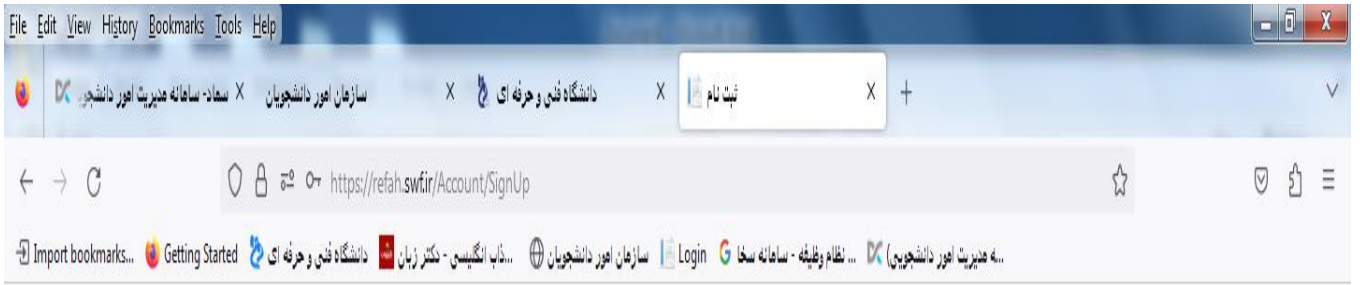 File Edit View History Bookmarks Tools Help
سماد- سامانه مدیریت امور دانشجوی سازمان امور دانشجویان دانشگاه فنی و حرفه ای ثبت نام
https://refah.swf.ir/Account/SignUp
Import bookmarks... Getting Started دانشگاه فنی و حرفه ای ...ذاب انگلیسی - دکتر زبان سازمان امور دانشجویان Login ... نظام وظیفه - سامانه سخا ...ه مدیریت امور دانشجویی)